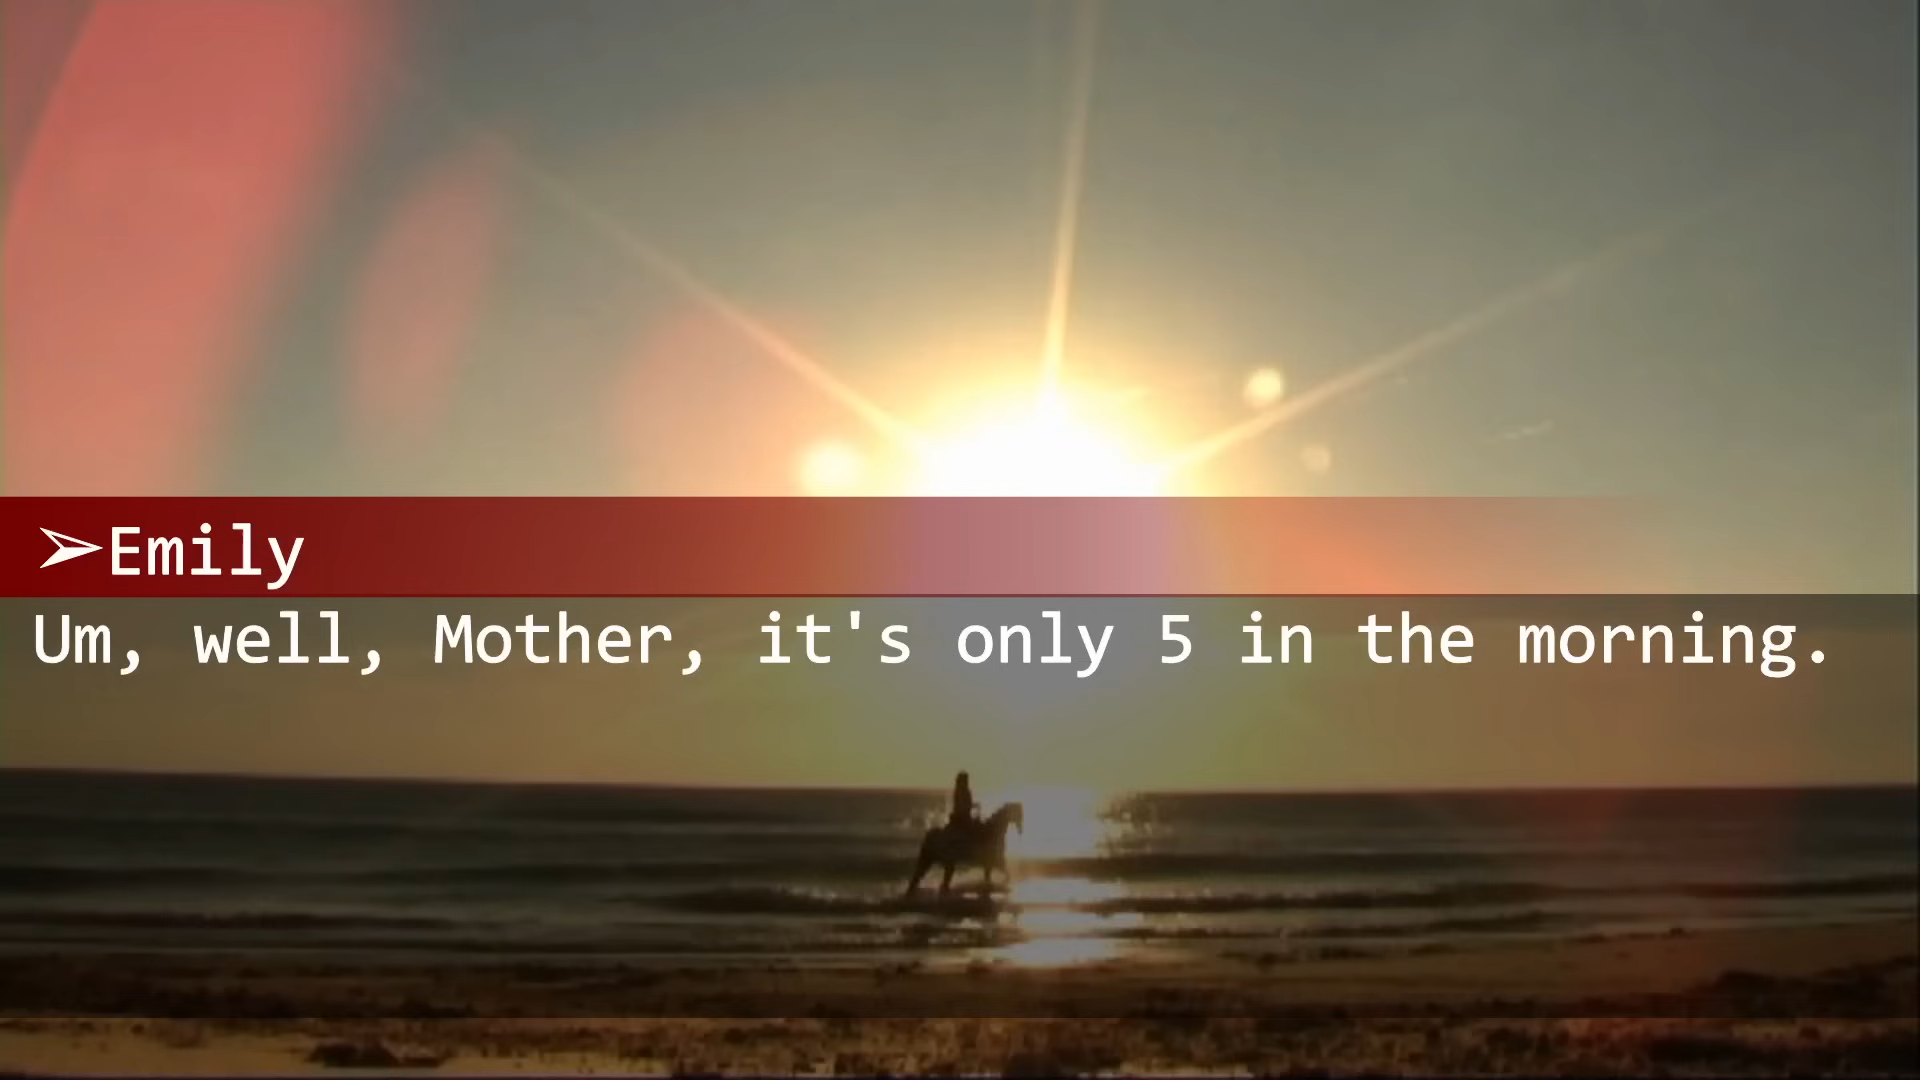 ➢Emily
Um, well, Mother, it's only 5 in the morning.